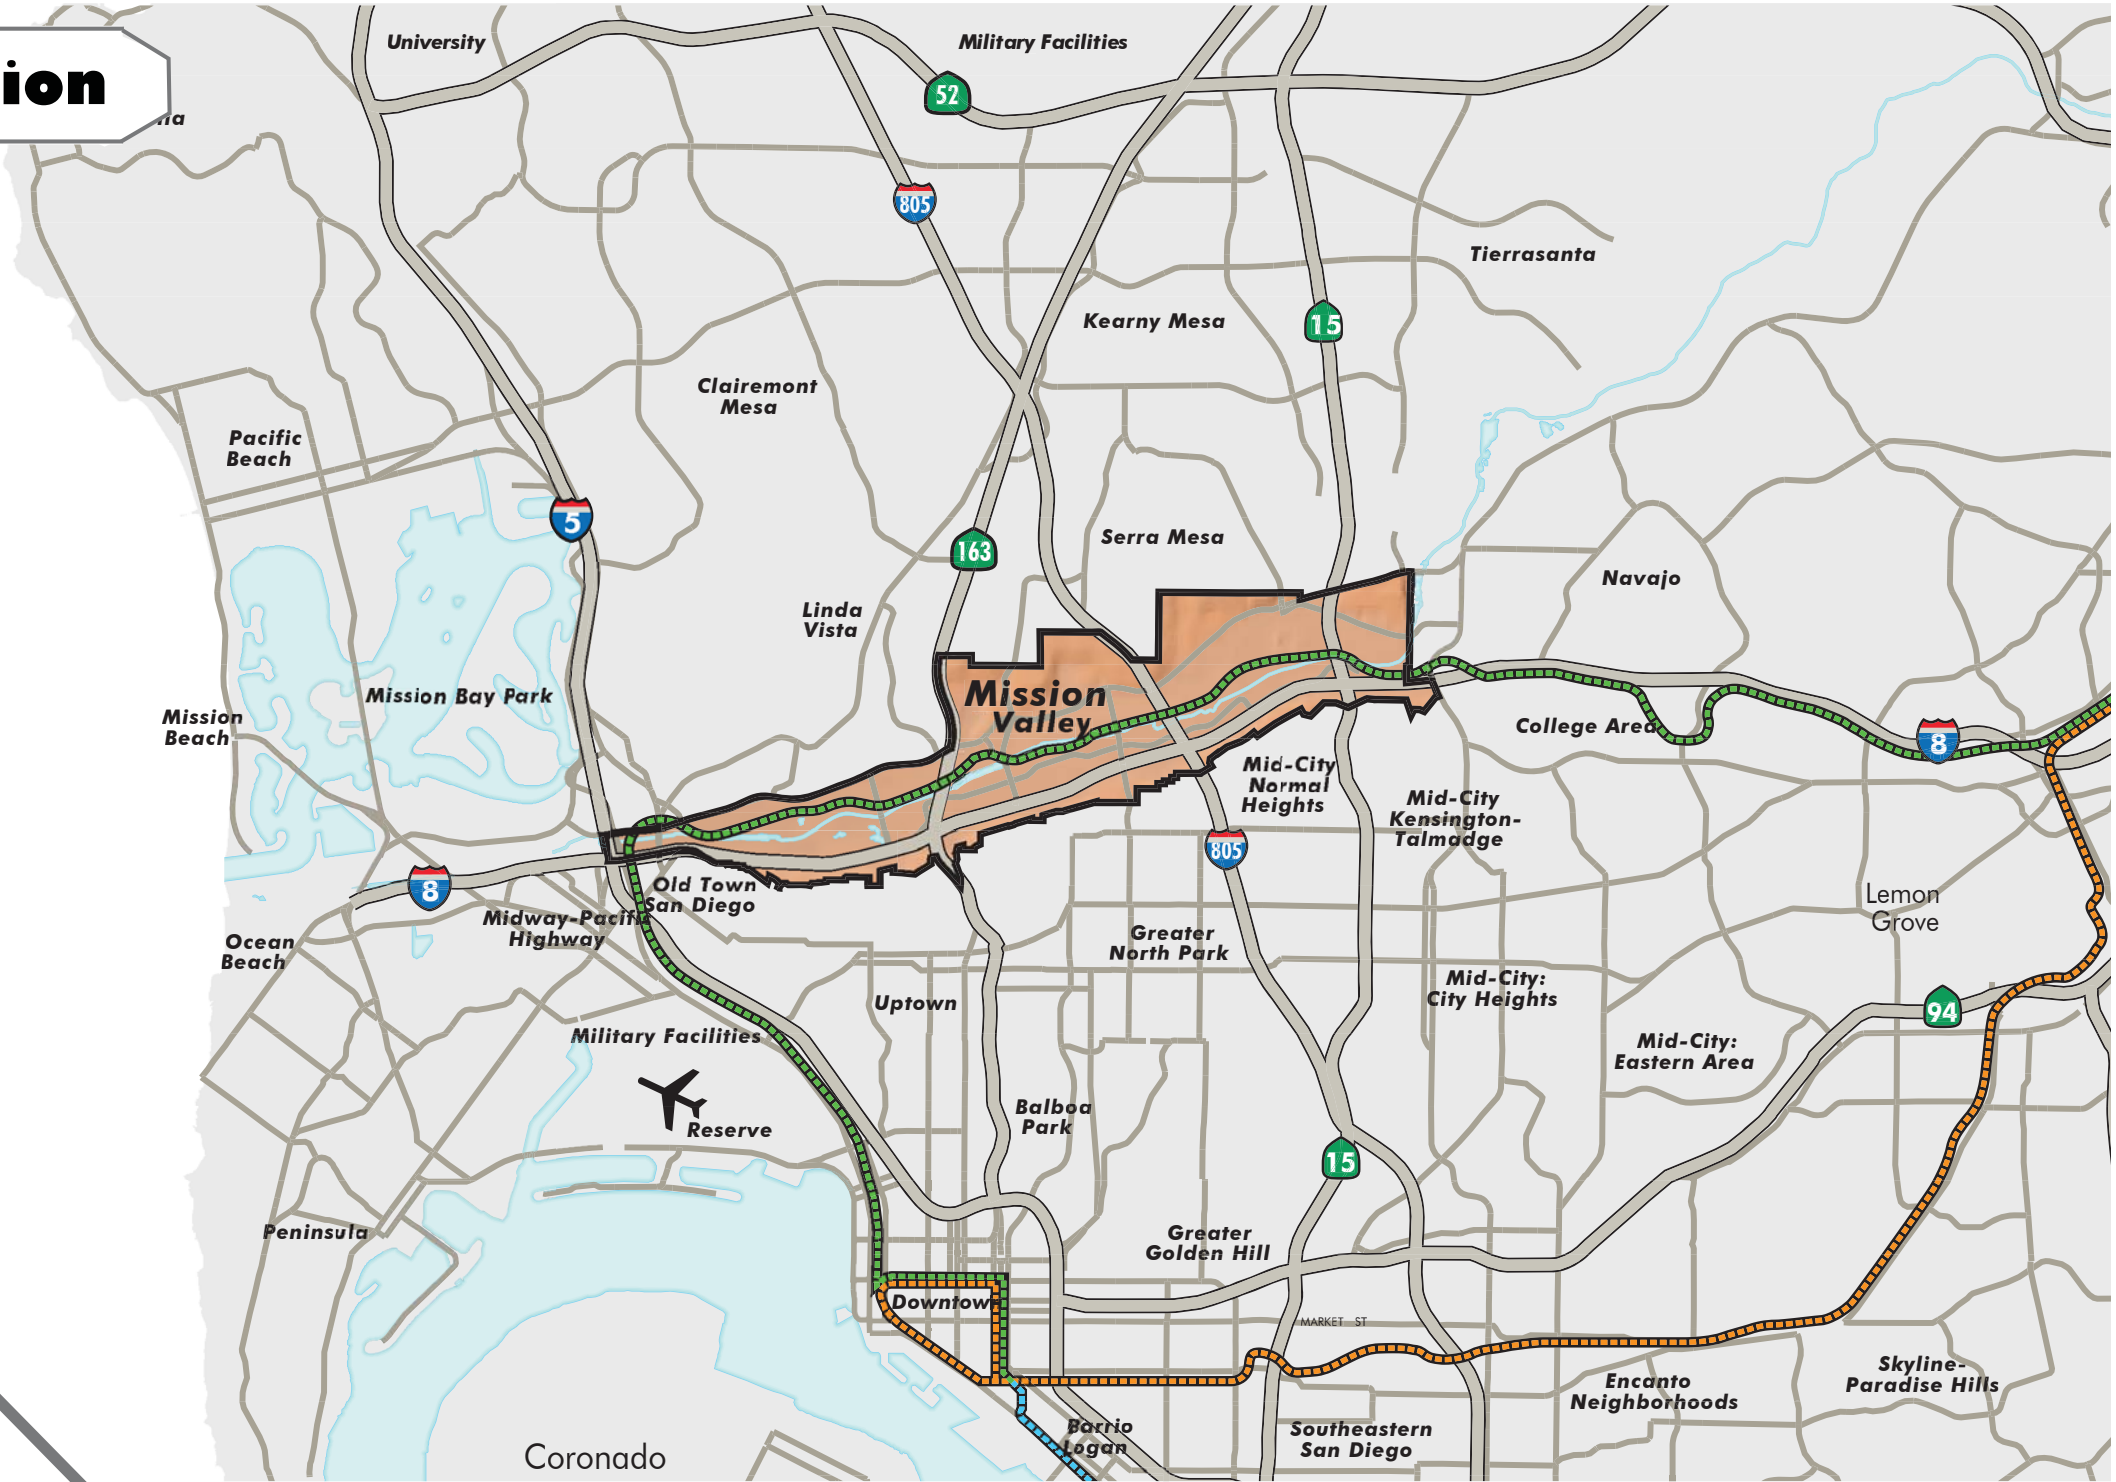 University
Military Facilities
52
ion
805
Tierrasanta
Kearny Mesa
15
Clairemont
Mesa
Pacific
Beach
5
Serra Mesa
163
Navajo
Linda
Vista
Mission
Valley
Mission Bay Park
Mission
Beach
College Area
8
Mid-City
Normal
Heights
Mid-City
Kensington-
Talmadge
805
8
Old Town
San Diego
Midway-Pacific
Highway
Lemon
Grove
Ocean
Beach
Greater
North Park
Mid-City:
City Heights
Uptown
94
Military Facilities
Mid-City:
Eastern Area
Balboa
Park
Reserve
15
Peninsula
Greater
Golden Hill
Downtown
MARKET ST
Skyline-
Paradise Hills
Encanto
Neighborhoods
Barrio
Logan
Southeastern
San Diego
Coronado